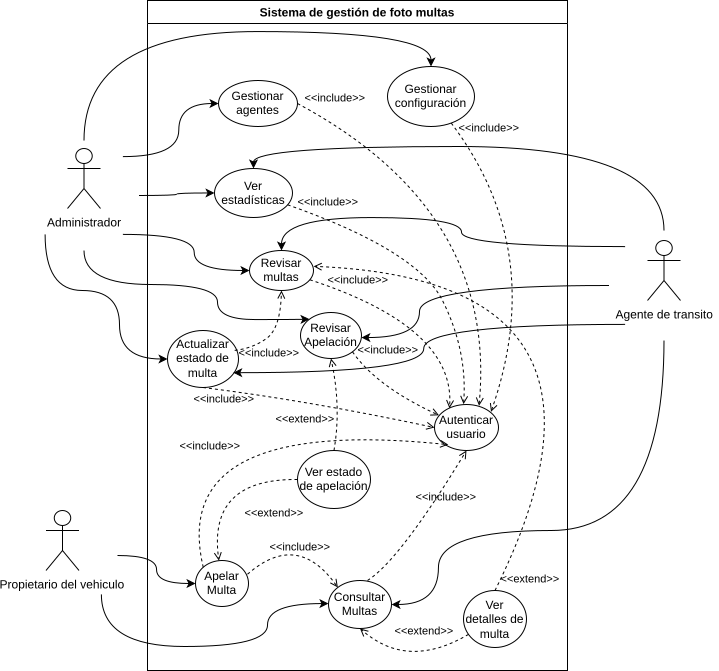 Sistema de gestión de foto multas
Gestionar
agentes
<<include>>
Gestionar
configuración
<<include>>
Administrador
Ver
estadísticas
<<include>>
Revisar
multas
<<include>>
Agente de transito
Actualizar
estado de
multa
<<include>>
Revisar
Apelación
<<include>>
<<include>>
<<extend>>
Autenticar
usuario
<<include>>
Ver estado
de apelación
<<include>>
<<extend>>
Propietario del vehiculo
<<include>>
Apelar
Multa
Consultar
Multas
<<extend>>
Ver
detalles de
multa
<<extend>>